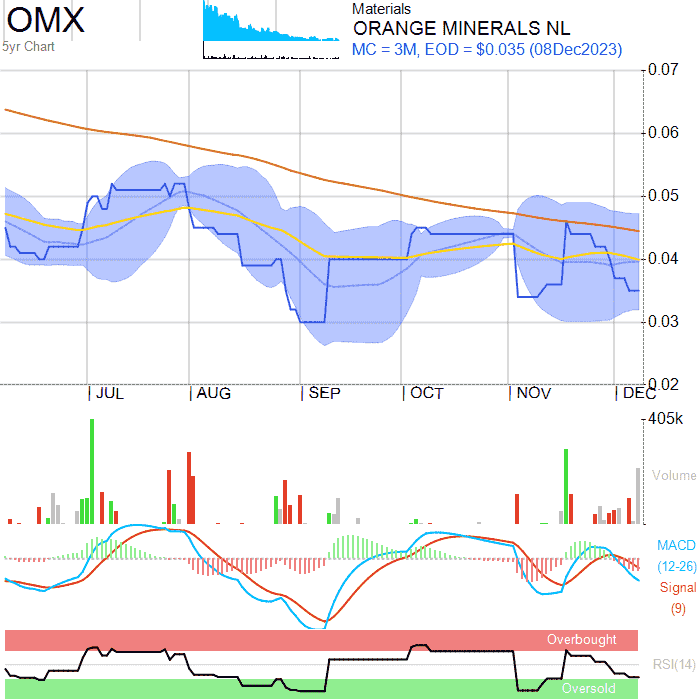 OMX
5yr Chart
Materials
ORANGE MINERALS NL
MC = 3M, EOD = $0.035 (08Dec2023)
0.07
0.06
0.05
0.04
0.03
0.02
JUL AUG SEP OCT NOV DEC
405k
Volume
MACD
(12-26)
Signal
(9)
Overbought
RSI(14)
Oversold